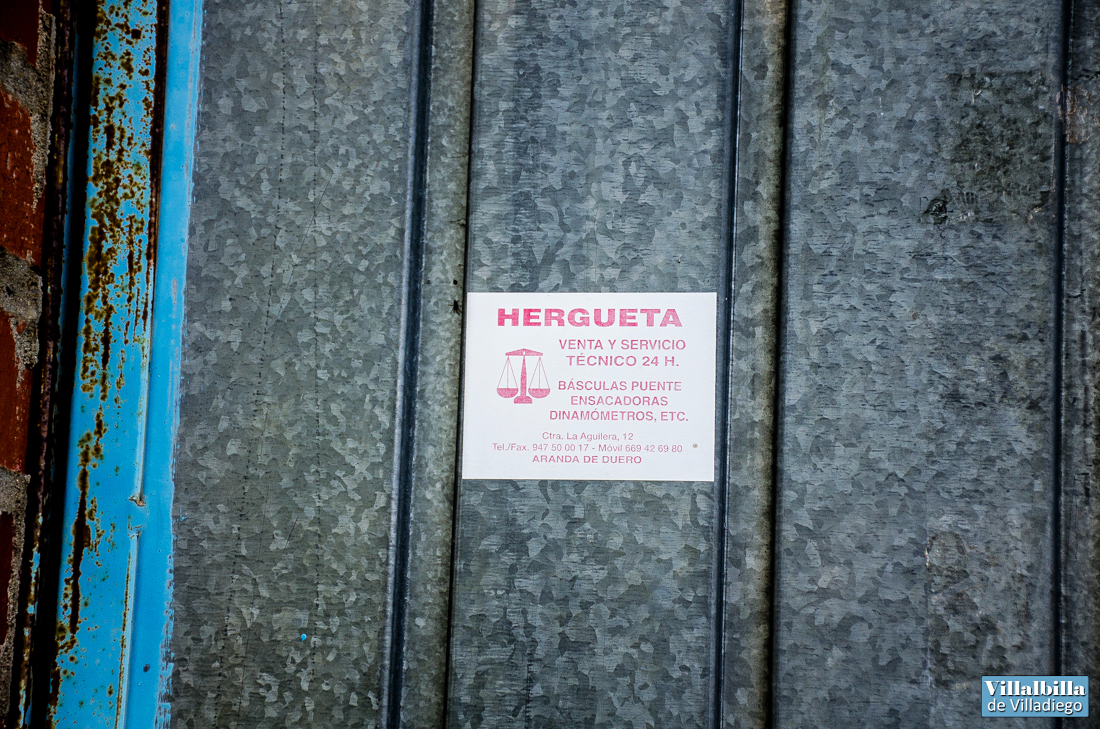 HERGUETA
VENTA Y SERVICIO
TÉCNICO 24 H.
BÁSCULAS PUENTE
ENSACADORAS
DINAMÓMETROS, ETC.
Ctra. La Aguilera, 12
Tel./Fax. 947 50 00 17 - Móvil 669 42 69 80
ARANDA DE DUERO
Villalbilla
de Villadiego